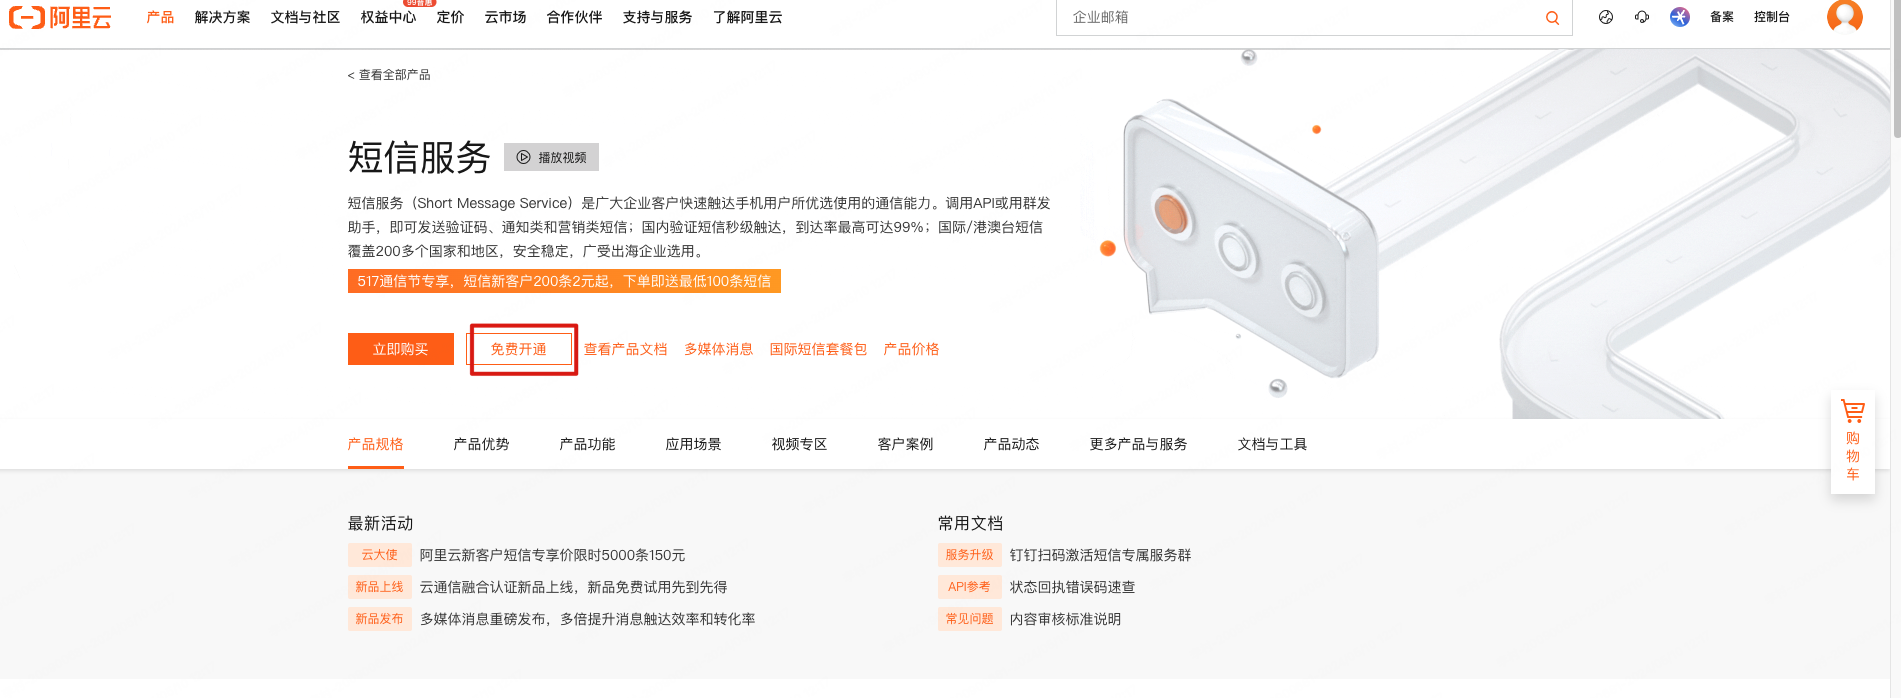 阿里云
产品 解决方案 文档与社区 权益中心 99普惠 定价 云市场 合作伙伴 支持与服务 了解阿里云 企业邮箱 备案 控制台
< 查看全部产品
短信服务 播放视频
短信服务（Short Message Service）是广大企业客户快速触达手机用户所优选使用的通信能力。调用API或用群发
助手，即可发送验证码、通知类和营销类短信；国内验证短信秒级触达，到达率最高可达99%；国际/港澳台短信
覆盖200多个国家和地区，安全稳定，广受出海企业选用。
517通信节专享，短信新客户200条2元起，下单即送最低100条短信
立即购买 免费开通 查看产品文档 多媒体消息 国际短信套餐包 产品价格
购物车
产品规格 产品优势 产品功能 应用场景 视频专区 客户案例 产品动态 更多产品与服务 文档与工具
最新活动
云大使 阿里云新客户短信专享价限时5000条150元
新品上线 云通信融合认证新品上线，新品免费试用先到先得
新品发布 多媒体消息重磅发布，多倍提升消息触达效率和转化率
常用文档
服务升级 钉钉扫码激活短信专属服务群
API参考 状态回执错误码速查
常见问题 内容审核标准说明